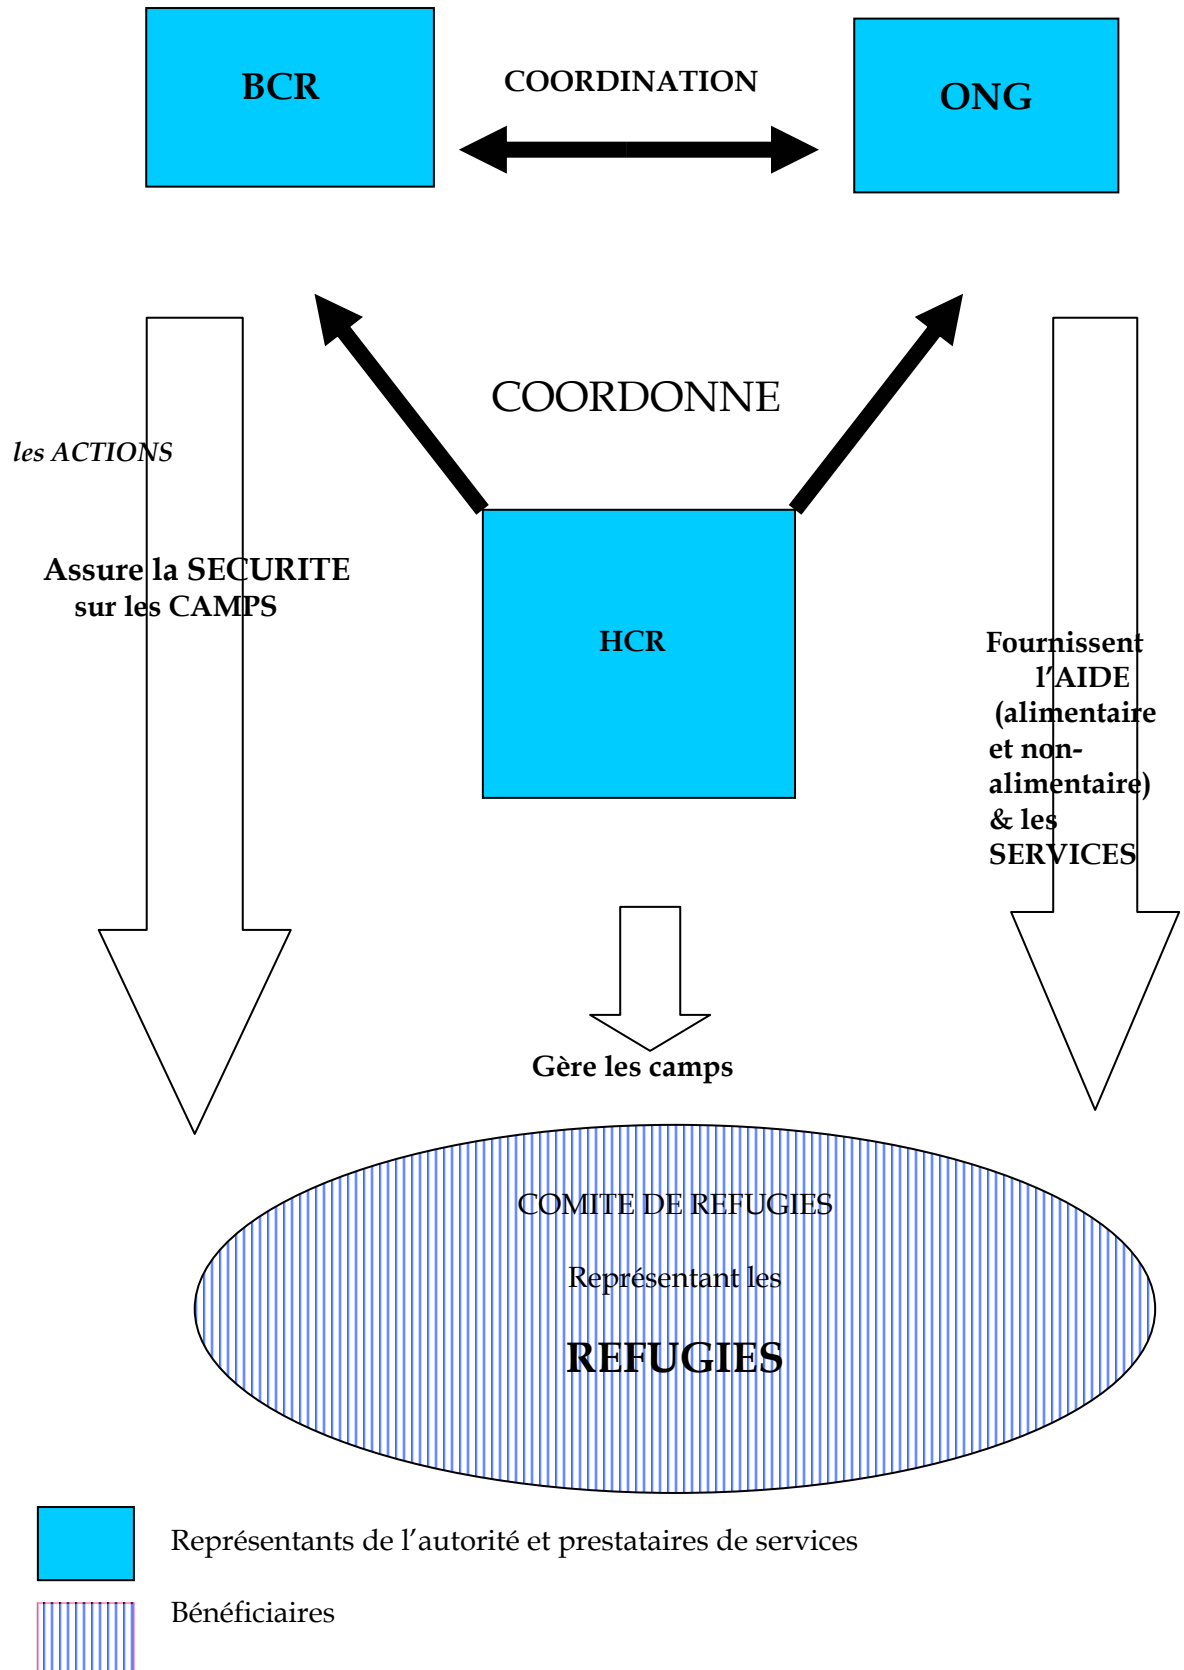 BCR
COORDINATION
ONG
COORDONNE
les ACTIONS
Assure la SECURITE
sur les CAMPS
HCR
Fournissent
l’AIDE
(alimentaire
et non-
alimentaire)
& les
SERVICES
Gère les camps
COMITE DE REFUGIES
Représentant les
REFUGIES
Représentants de l’autorité et prestataires de services
Bénéficiaires